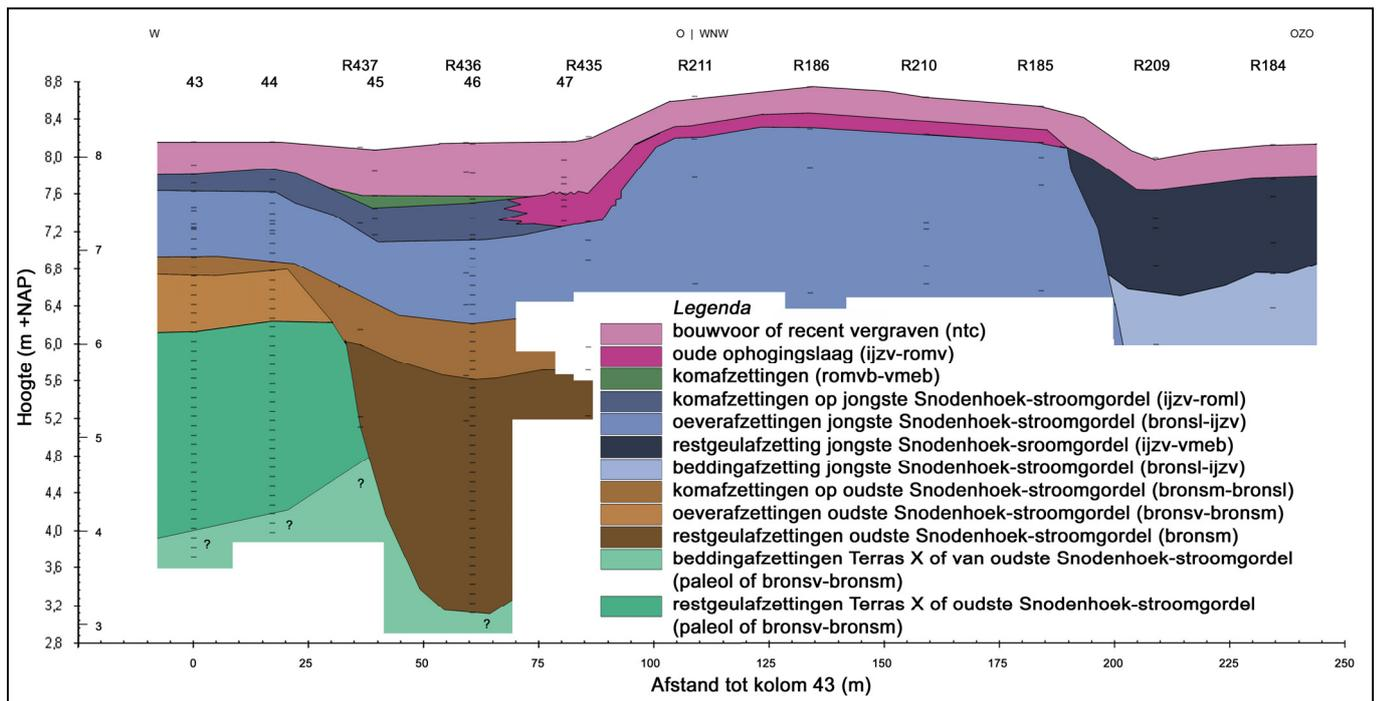 W O | WNW OZO
R437 R436 R435 R211 R186 R210 R185 R209 R184
43 44 45 46 47
8,8
8,4
8,0
7,6
7,2
6,8
6,4
6,0
5,6
5,2
4,8
4,4
4,0
3,6
3,2
2,8
8
7
6
5
4
3
Hoogte (m +NAP)
? ? ? ?
Legenda
bouwvoor of recent vergraven (ntc)
oude ophogingslaag (ijzv-romv)
komafzettingen (romvb-vmeb)
komafzettingen op jongste Snodenhoek-stroomgordel (ijzv-roml)
oeverafzettingen jongste Snodenhoek-stroomgordel (bronsl-ijzv)
restgeulafzetting jongste Snodenhoek-sroomgordel (ijzv-vmeb)
beddingafzetting jongste Snodenhoek-stroomgordel (bronsl-ijzv)
komafzettingen op oudste Snodenhoek-stroomgordel (bronsm-bronsl)
oeverafzettingen oudste Snodenhoek-stroomgordel (bronsv-bronsm)
restgeulafzettingen oudste Snodenhoek-stroomgordel (bronsm)
beddingafzettingen Terras X of van oudste Snodenhoek-stroomgordel
(paleol of bronsv-bronsm)
restgeulafzettingen Terras X of oudste Snodenhoek-stroomgordel
(paleol of bronsv-bronsm)
0 25 50 75 100 125 150 175 200 225 250
Afstand tot kolom 43 (m)